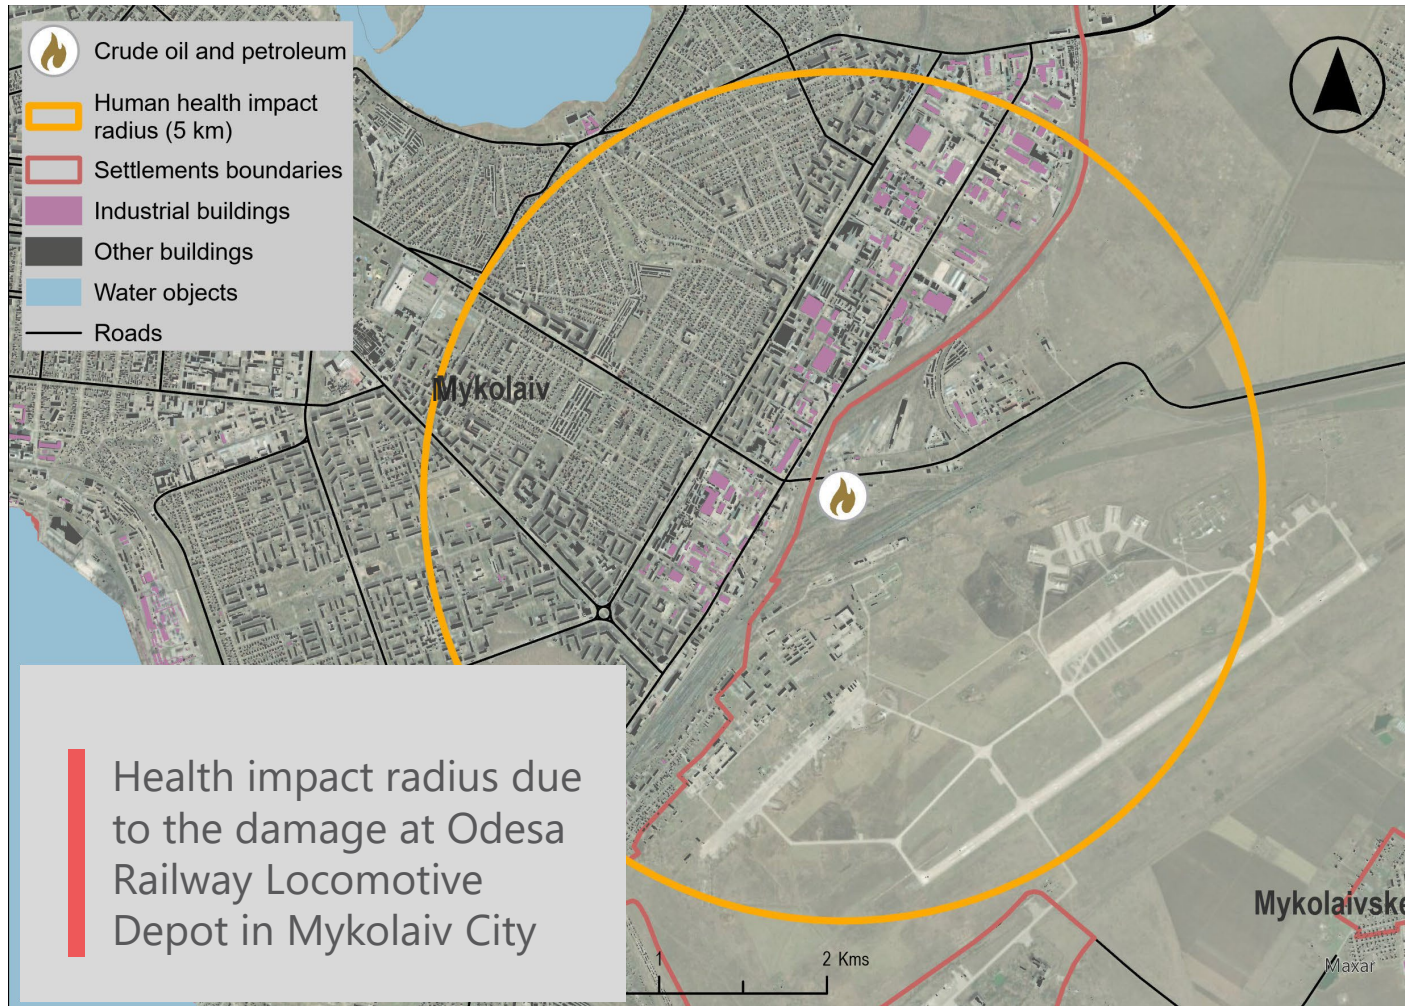 Crude oil and petroleum
Human health impact
radius (5 km)
Settlements boundaries
Industrial buildings
Other buildings
Water objects
Roads
Mykolaiv
Health impact radius due
to the damage at Odesa
Railway Locomotive
Depot in Mykolaiv City
1
2 Kms
Mykolaivske
Maxar